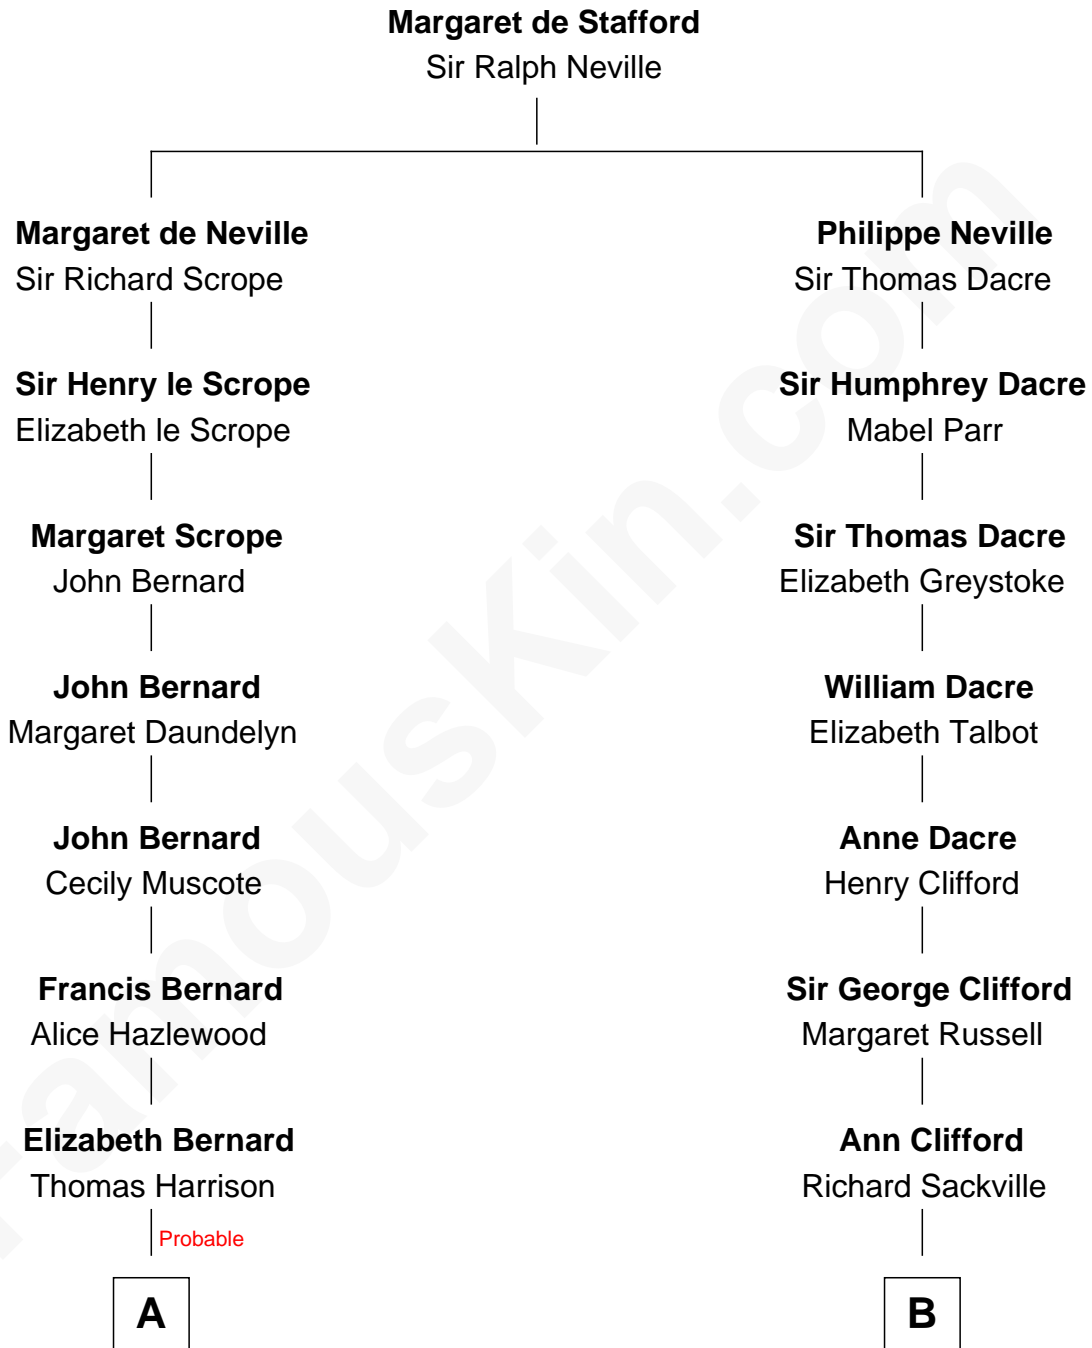 Margaret de Stafford
Sir Ralph Neville
Margaret de Neville
Sir Richard Scrope
Philippe Neville
Sir Thomas Dacre
Sir Henry le Scrope
Elizabeth le Scrope
Sir Humphrey Dacre
Mabel Parr
Margaret Scrope
John Bernard
Sir Thomas Dacre
Elizabeth Greystoke
John Bernard
Margaret Daundelyn
William Dacre
Elizabeth Talbot
John Bernard
Cecily Muscote
Anne Dacre
Henry Clifford
Francis Bernard
Alice Hazlewood
Sir George Clifford
Margaret Russell
Elizabeth Bernard
Thomas Harrison
Ann Clifford
Richard Sackville
Probable
A
B
FamousKin.com